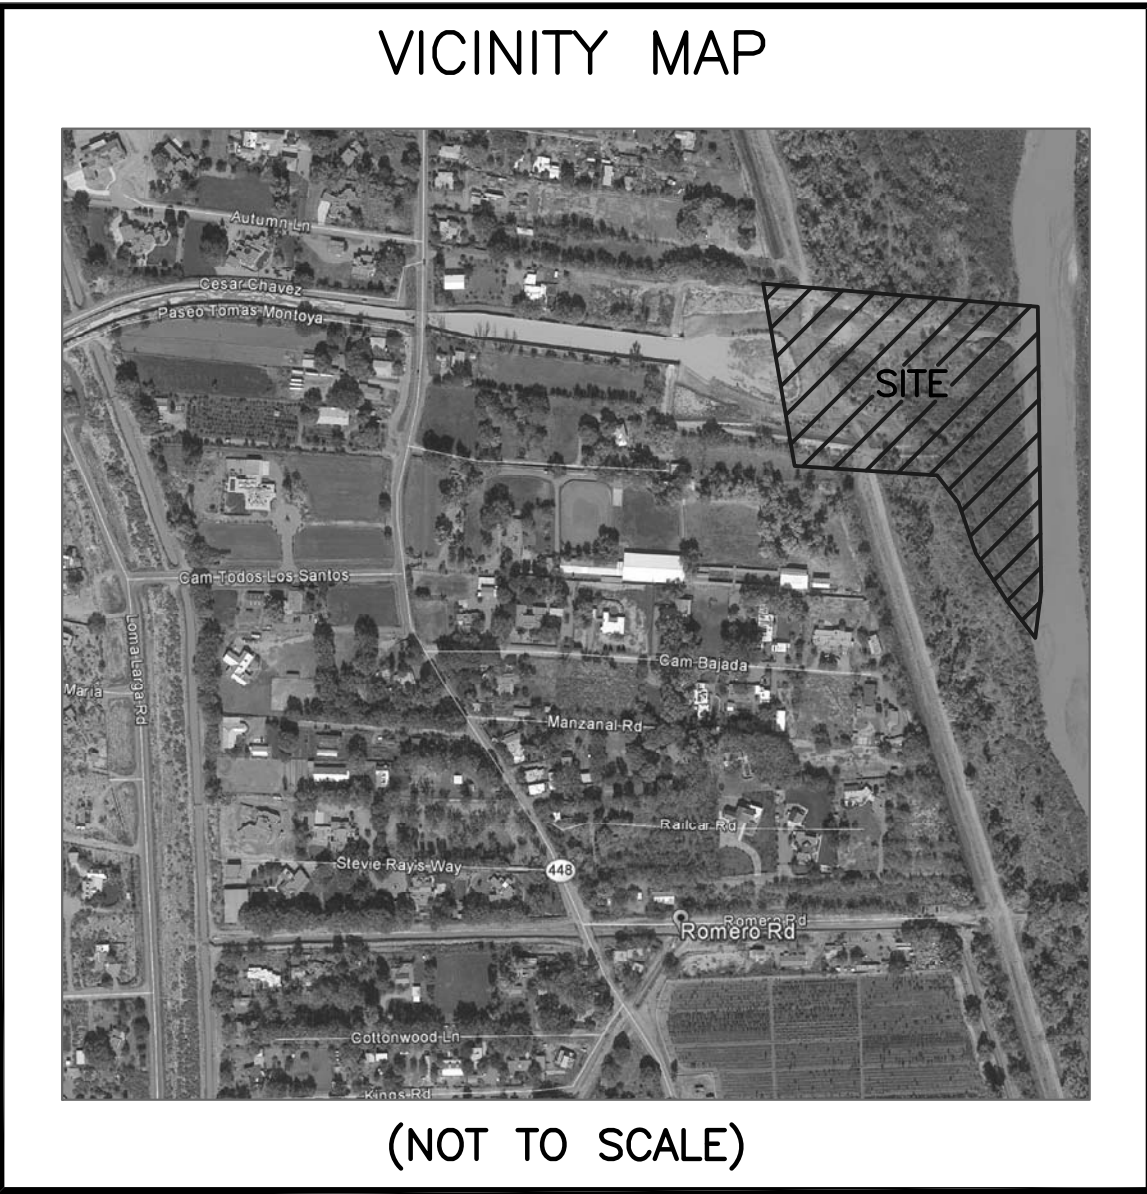 VICINITY MAP
Autumn Ln
Cesar Chavez
Paseo Tomas Montoya
SITE
Cam Todos Los Santos
Loma Larga Rd
Maria
Cam Bajada
Manzanal Rd
Railcar Rd
Stevie Ray's Way
448
Romero Rd
Romero Rd
Cottonwood Ln
Kings Rd
(NOT TO SCALE)